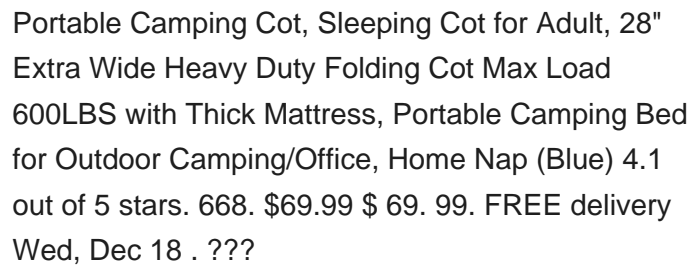 Portable Camping Cot, Sleeping Cot for Adult, 28"
Extra Wide Heavy Duty Folding Cot Max Load
600LBS with Thick Mattress, Portable Camping Bed
for Outdoor Camping/Office, Home Nap (Blue) 4.1
out of 5 stars. 668. $69.99 $ 69. 99. FREE delivery
Wed, Dec 18 . ???